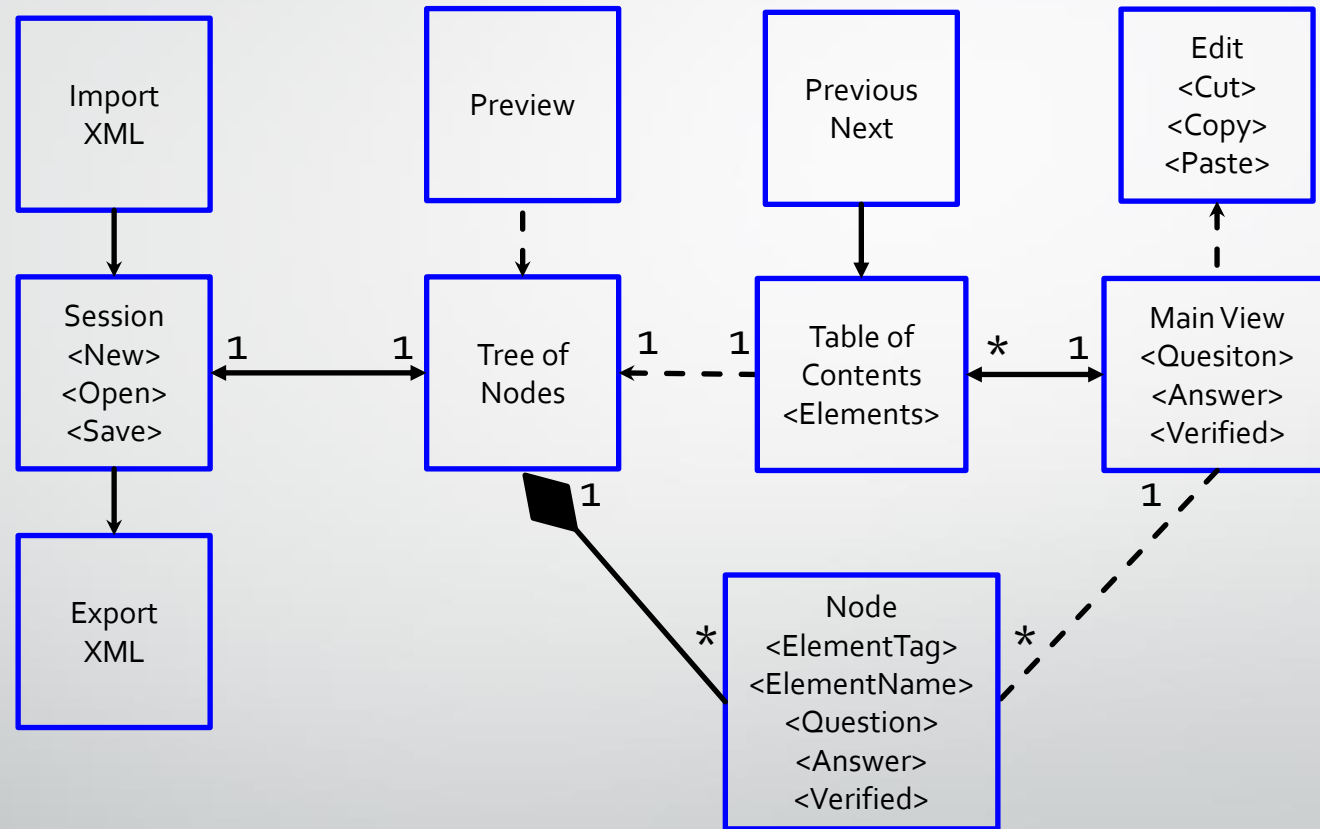 Import
XML
Preview
Previous
Next
Edit
<Cut>
<Copy>
<Paste>
Session
<New>
<Open>
<Save>
1
1
Tree of
Nodes
1
1
Table of
Contents
<Elements>
*
1
Main View
<Quesiton>
<Answer>
<Verified>
1
1
Export
XML
*
Node
<ElementTag>
<ElementName>
<Question>
<Answer>
<Verified>
*